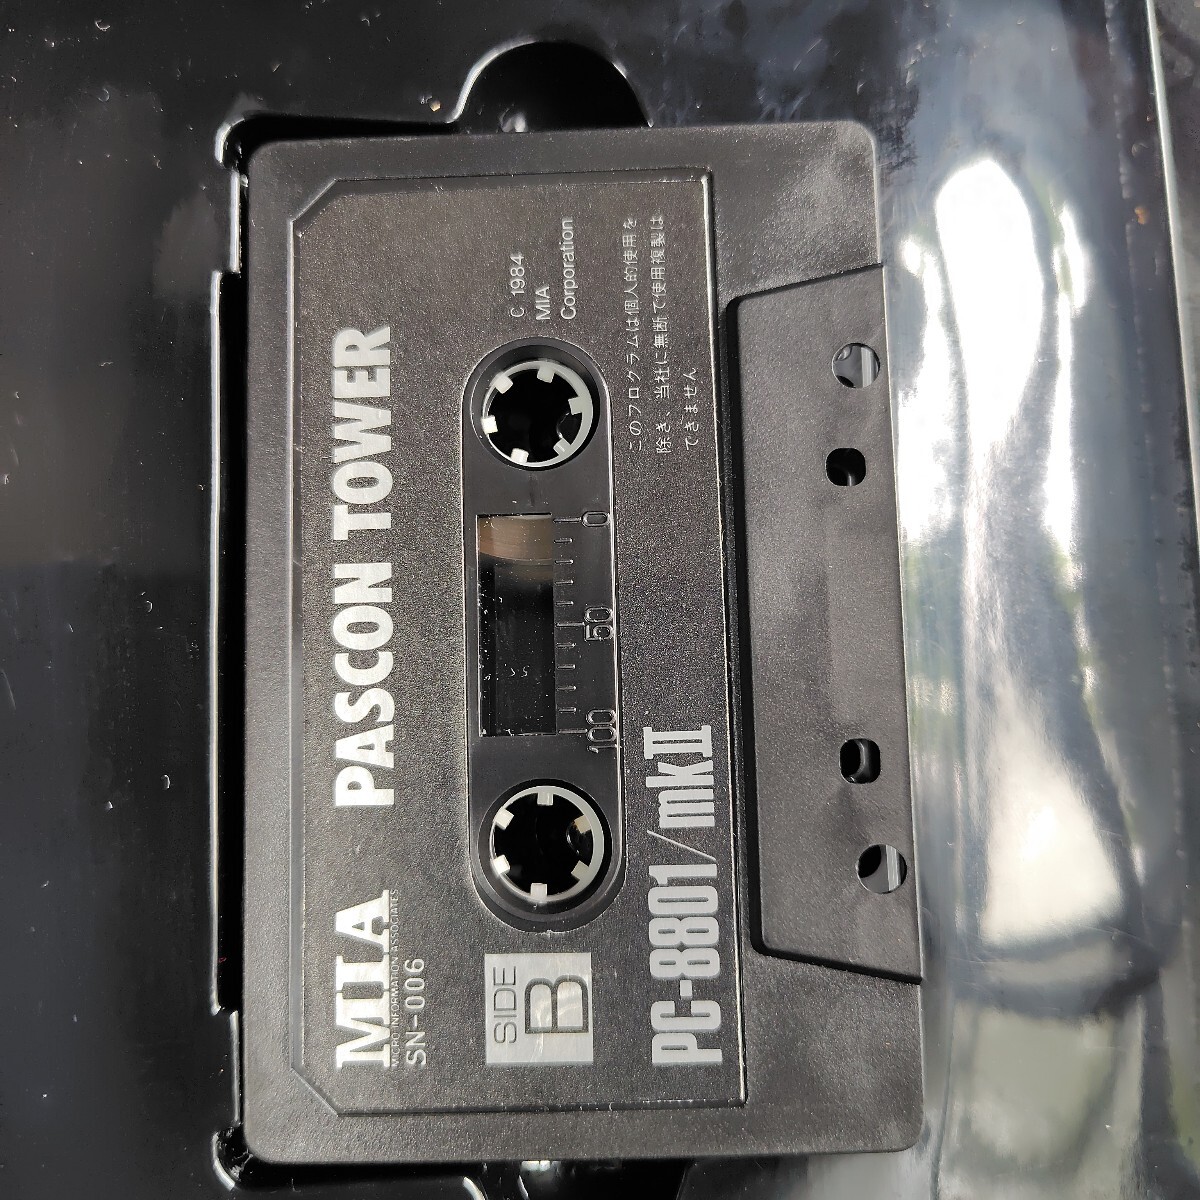 MIA PASCON TOWER
MICRO INFORMATION ASSOCIATES
SN-006
C 1984
MIA
Corporation
SIDE
B
100 50 0
PC-8801/mkII
このプログラムは個人的使用を
除き、当社に無断で使用複製は
できません